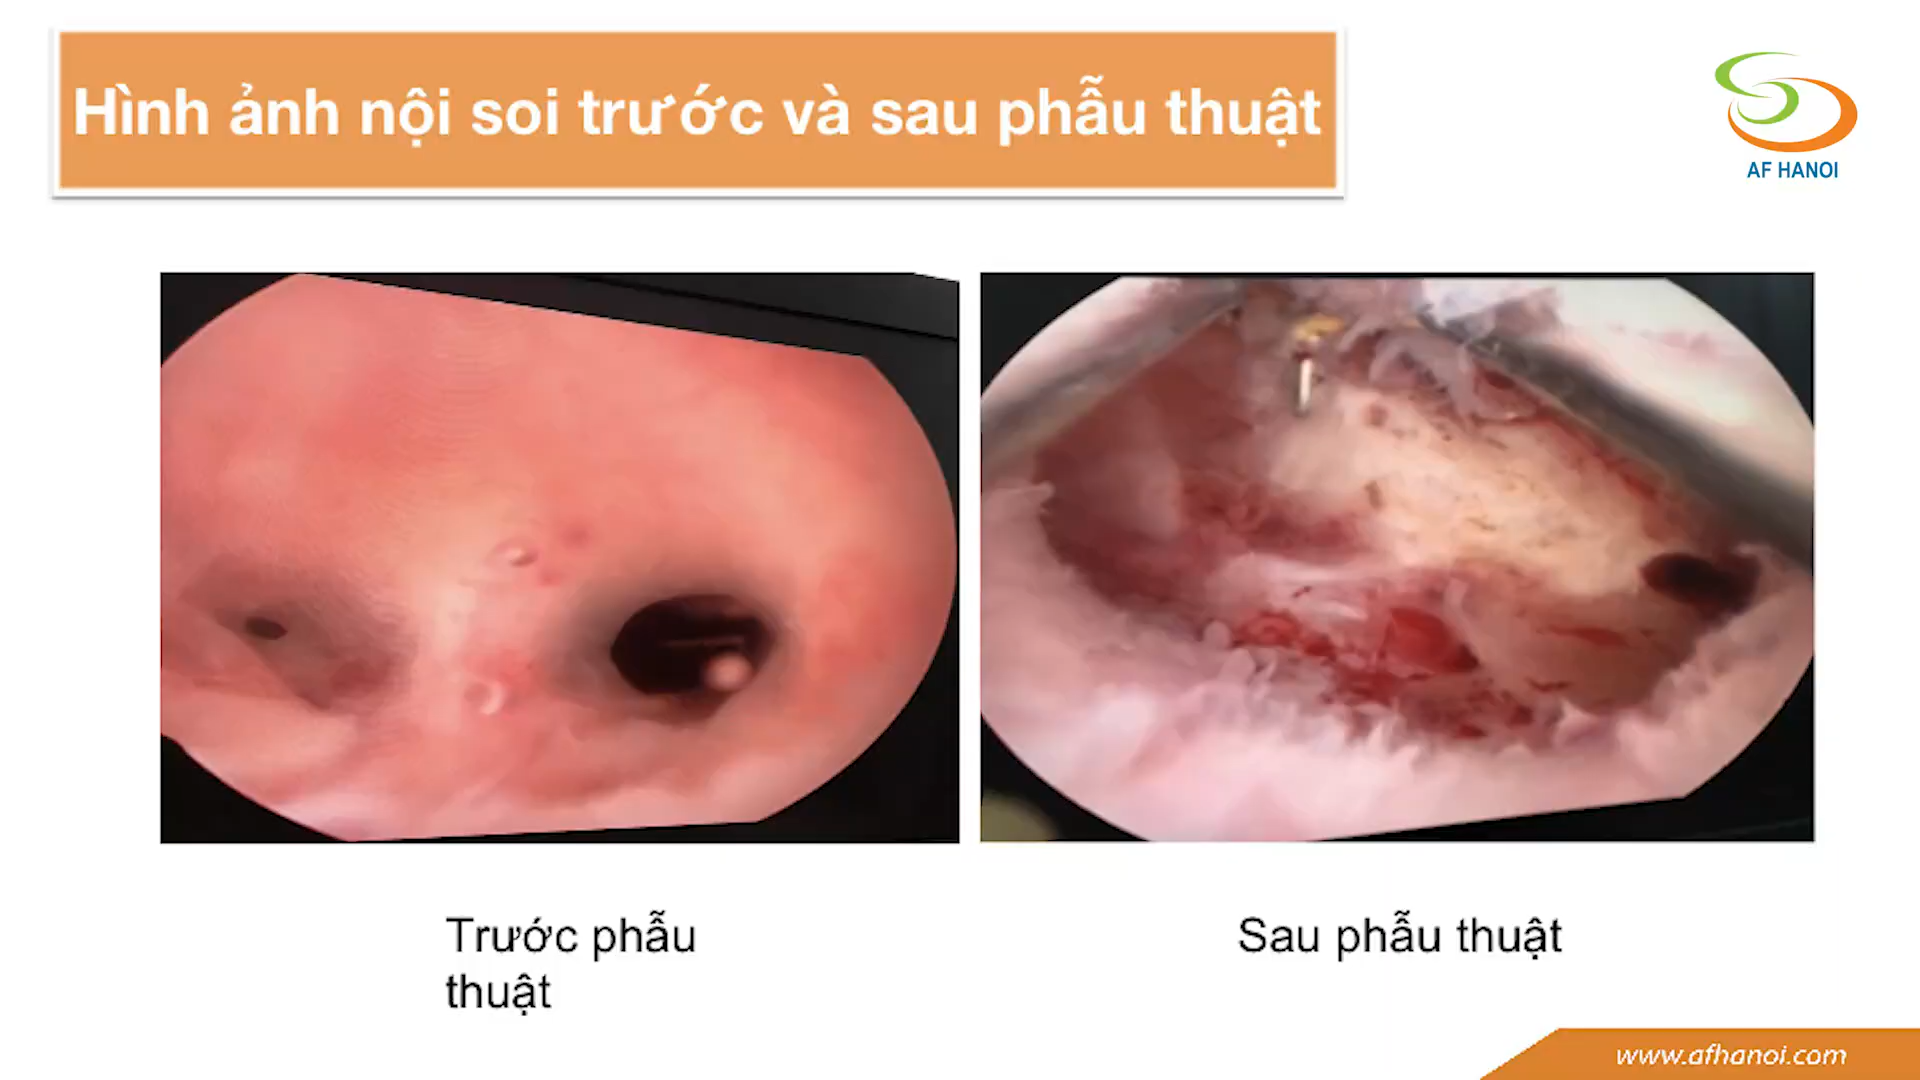 Hình ảnh nội soi trước và sau phẫu thuật
AF HANOI
Trước phẫu
thuật
Sau phẫu thuật
www.afhanoi.com